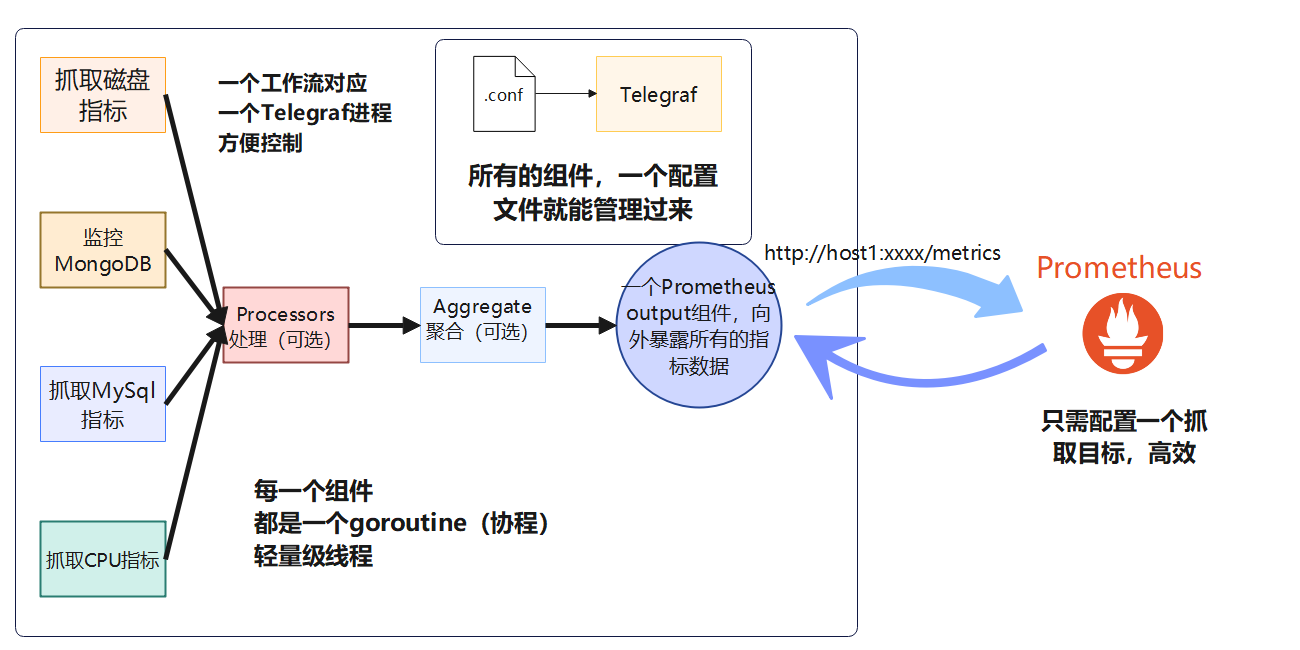 抓取磁盘
指标
一个工作流对应
一个Telegraf进程
方便控制
.conf
Telegraf
所有的组件，一个配置
文件就能管理过来
监控
MongoDB
Processors
处理（可选）
Aggregate
聚合（可选）
一个Prometheus
output组件，向
外暴露所有的指
标数据
http://host1:xxxx/metrics
Prometheus
只需配置一个抓
取目标，高效
抓取MySql
指标
抓取CPU指标
每一个组件
都是一个goroutine（协程）
轻量级线程